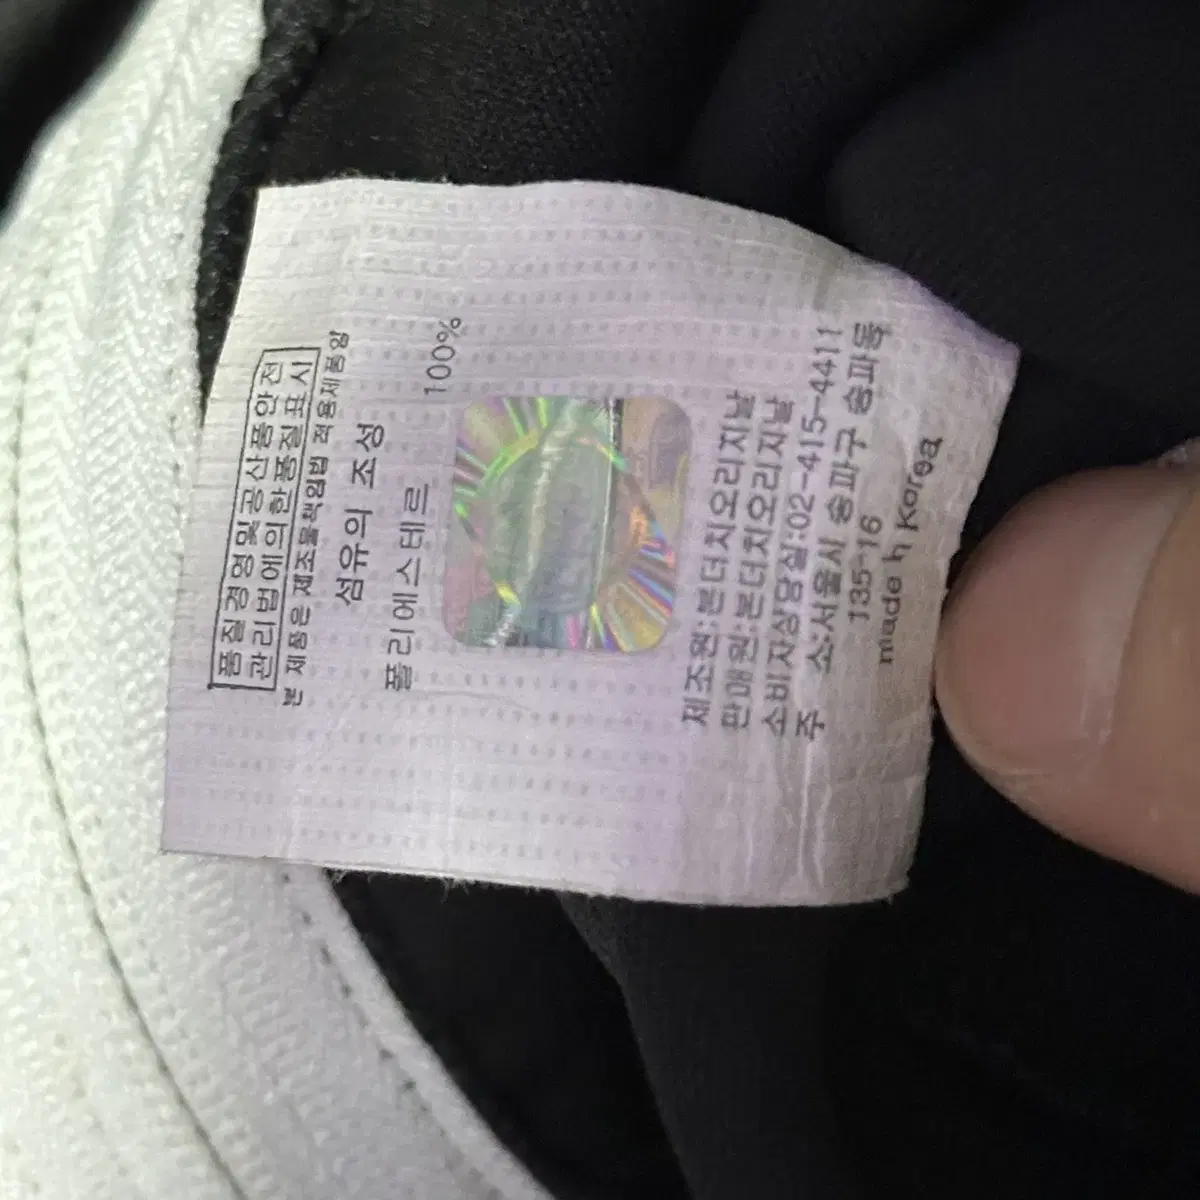 품질경영및공산품안전
관리법에의한품질표시
본 제품은 제조물책임법 적용제품임
섬유의 조성
폴리에스테르 100%
제조원:본더치오리지날
판매원:본더치오리지날
소비자상담실:02-415-4411
주 소:서울시 송파구 송파동
135-16
made h Korea